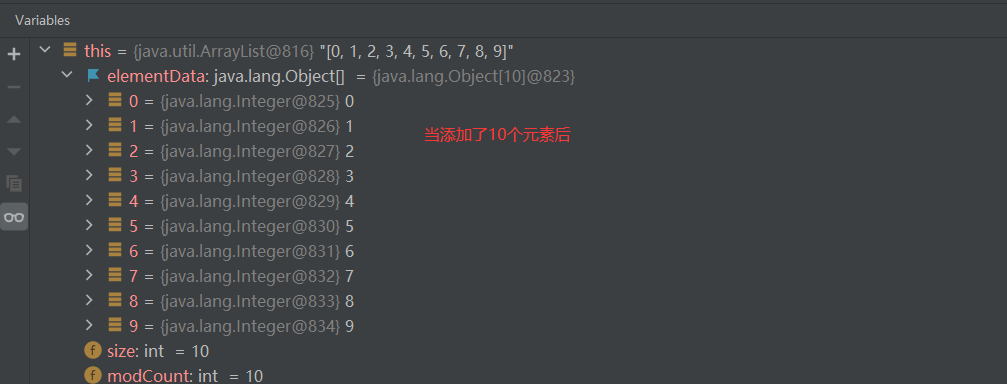 Variables
this = {java.util.ArrayList@816} "[0, 1, 2, 3, 4, 5, 6, 7, 8, 9]"
elementData: java.lang.Object[] = {java.lang.Object[10]@823}
0 = {java.lang.Integer@825} 0
1 = {java.lang.Integer@826} 1
当添加了10个元素后
2 = {java.lang.Integer@827} 2
3 = {java.lang.Integer@828} 3
4 = {java.lang.Integer@829} 4
5 = {java.lang.Integer@830} 5
6 = {java.lang.Integer@831} 6
7 = {java.lang.Integer@832} 7
8 = {java.lang.Integer@833} 8
9 = {java.lang.Integer@834} 9
f size: int = 10
f modCount: int = 10